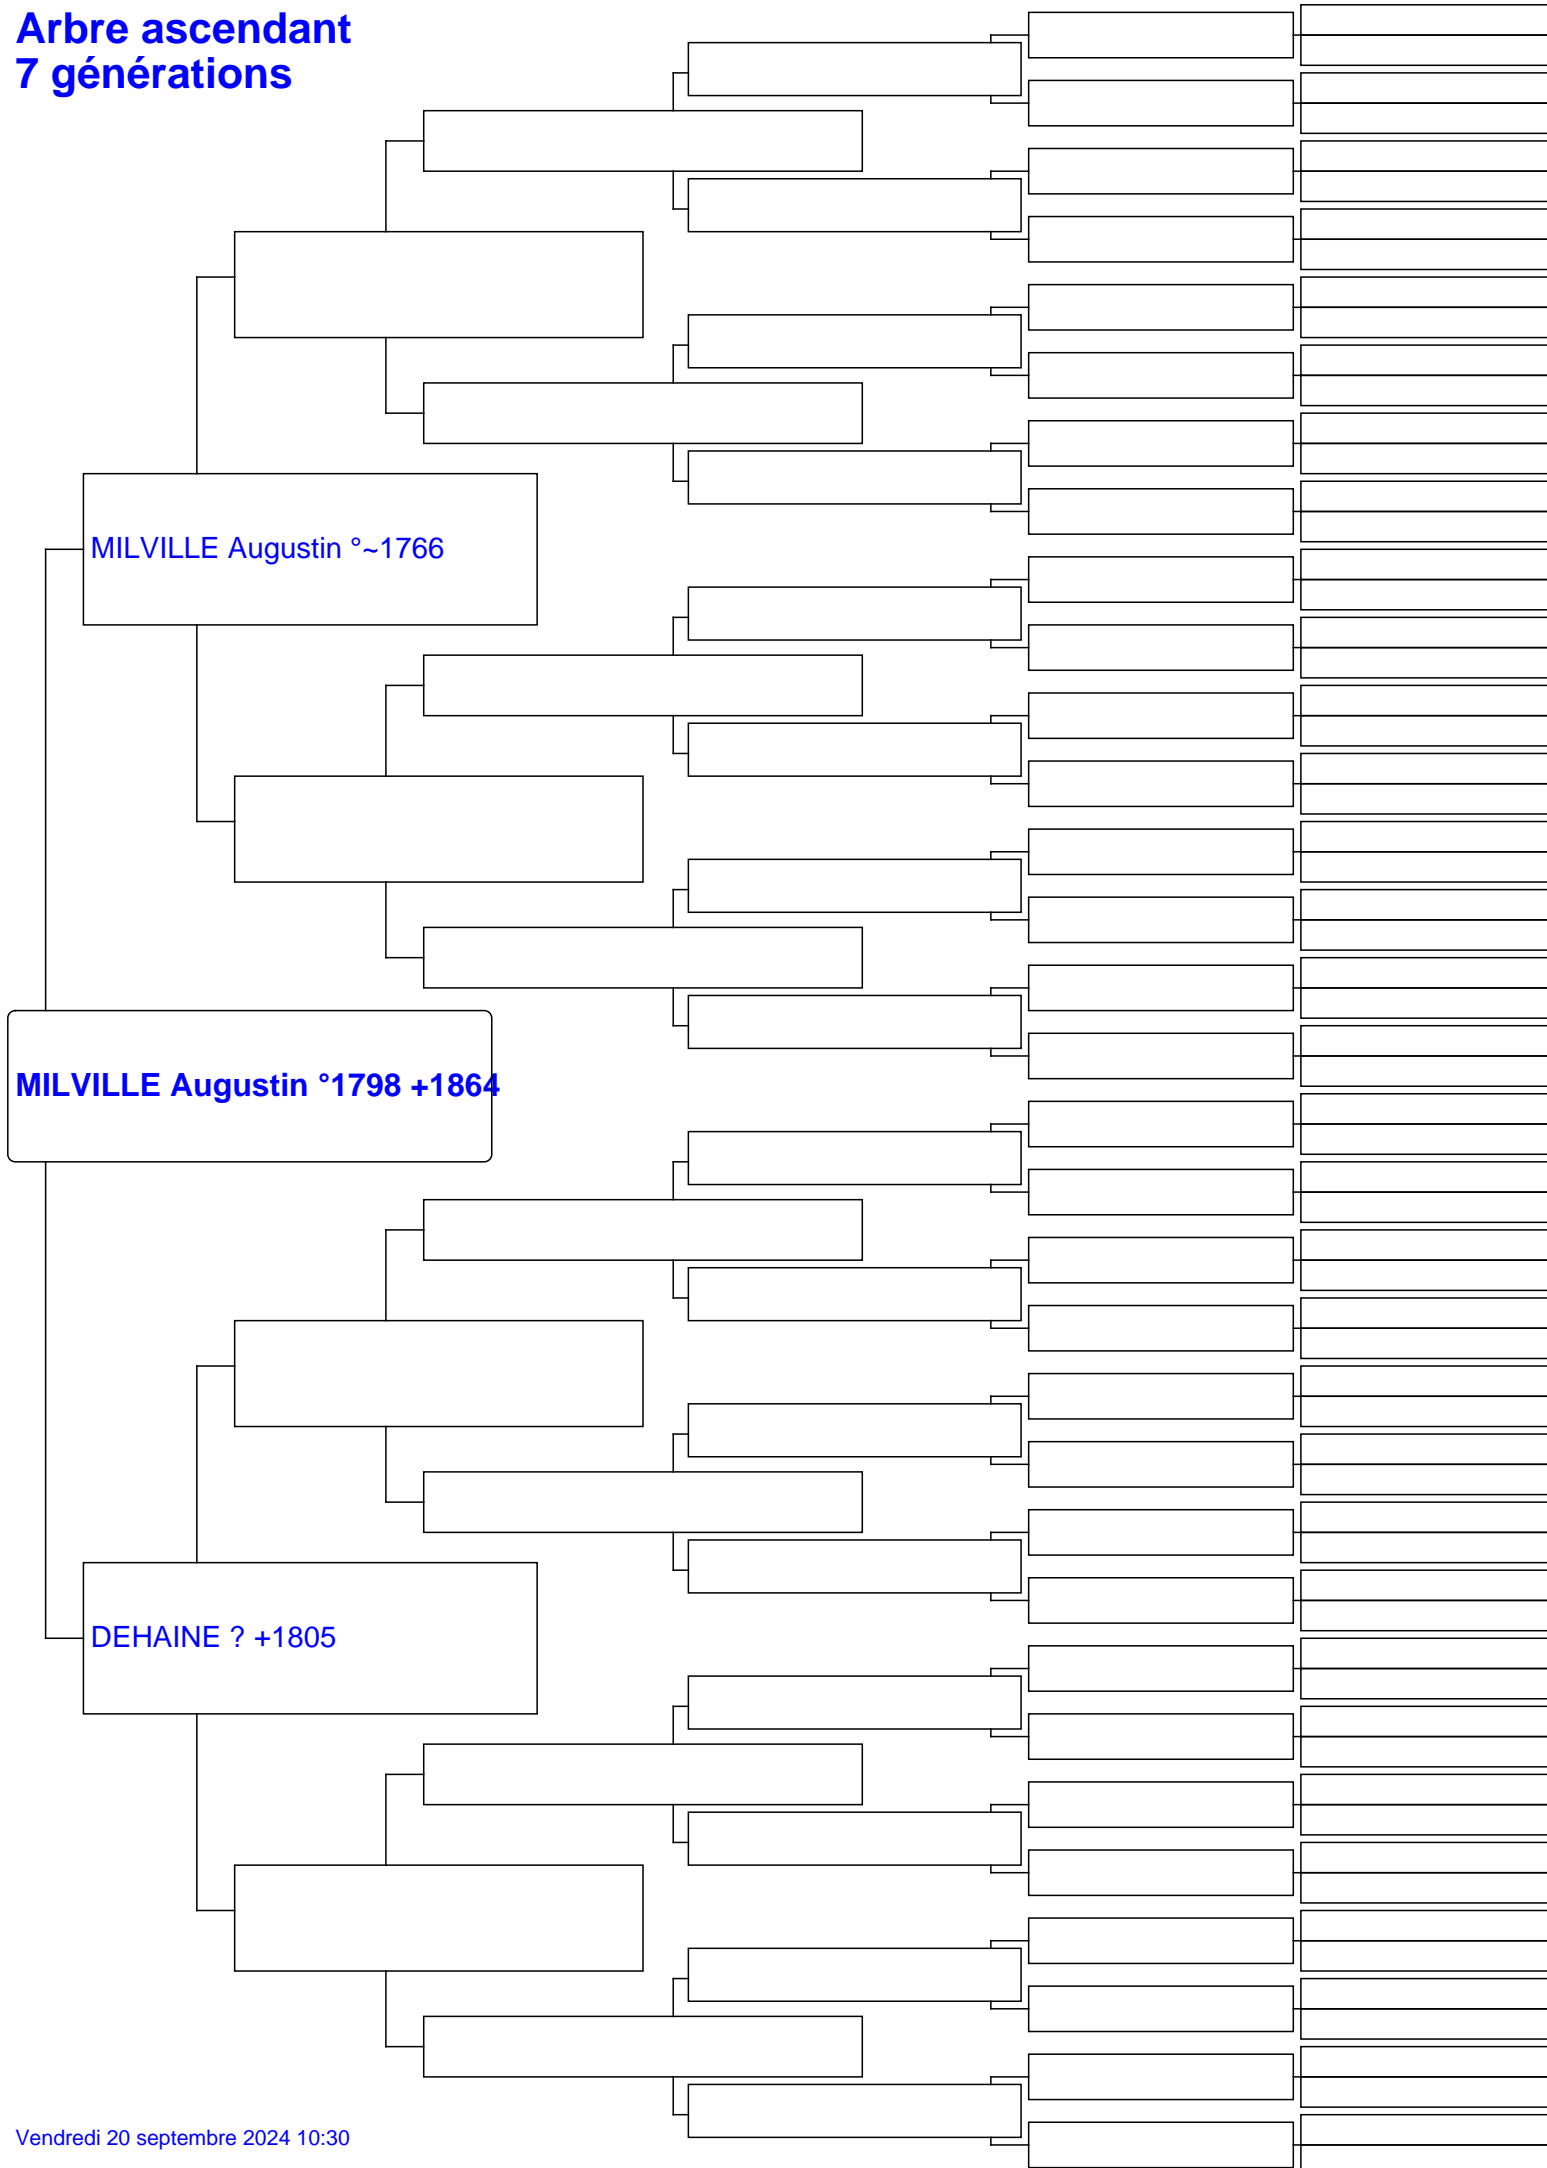 Arbre ascendant
7 générations
MILVILLE Augustin °~1766
MILVILLE Augustin °1798 +1864
DEHAINE ? +1805
Vendredi 20 septembre 2024 10:30